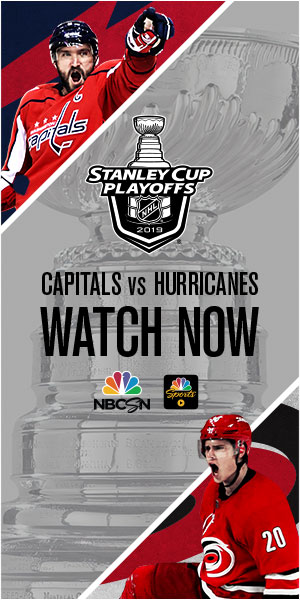 C
Capitals
STANLEY CUP
PLAYOFFS
NHL
2019
CAPITALS vs HURRICANES
WATCH NOW
NBCSN
Sports
20